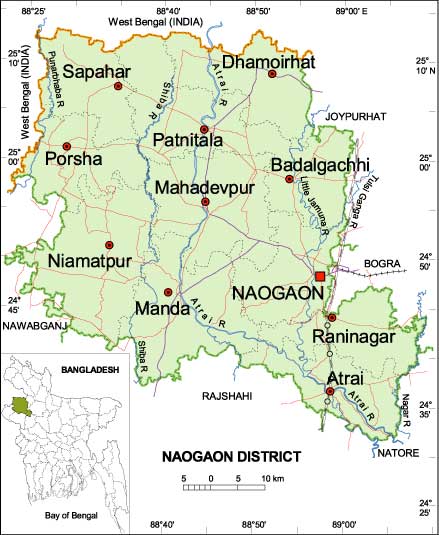 88°25' 88°40' 88°50' 89°00' E
West Bengal (INDIA)
25°
10'
West Bengal (INDIA)
Punarbhaba R
Sapahar
Shiba R
Atrai R
Dhamoirhat
25°
10' N
JOYPURHAT
Patnitala
25°
00'
Porsha
Badalgachhi
25°
00'
Mahadevpur
Little Jamuna R
Tulsi Ganga R
Niamatpur
24°
50'
BOGRA
NAOGAON
24°
45'
Manda
Atrai R
NAWABGANJ
Raniganar
Shiba R
Atrai
BANGLADESH
RAJSHAHI
Atrai R
Nagar R
24°
35'
NATORE
NAOGAON DISTRICT
5 0 5 10 km
24°
25'
Bay of Bengal
88°40' 88°50' 89°00'